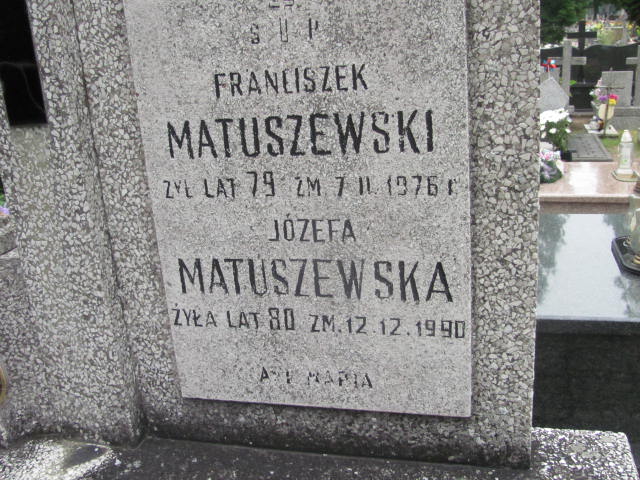 Ś U P
FRANCISZEK
MATUSZEWSKI
ŻYŁ LAT 79 ZM. 7 II 1976 R
JÓZEFA
MATUSZEWSKA
ŻYŁA LAT 80 ZM. 12.12.1990
AVE MARIA